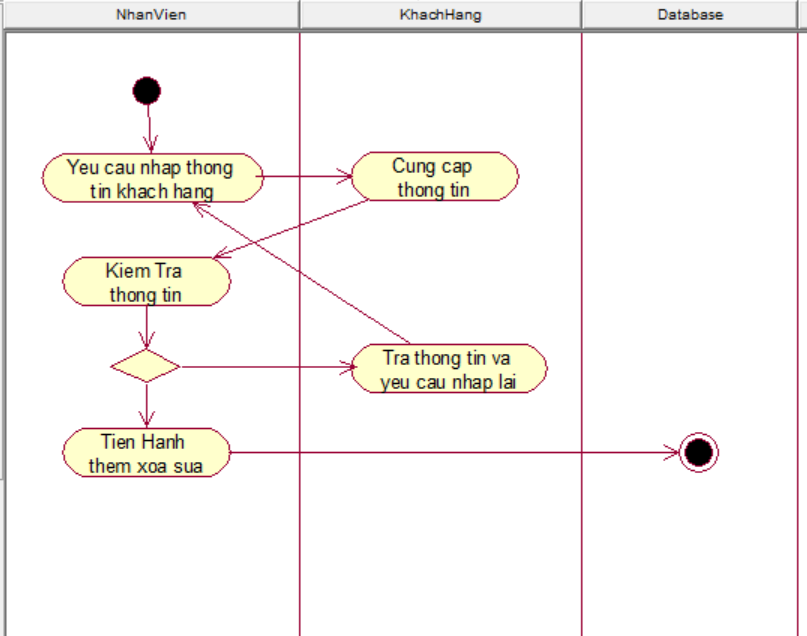 NhanVien
KhachHang
Database
Yeu cau nhap thong
tin khach hang
Cung cap
thong tin
Kiem Tra
thong tin
Tra thong tin va
yeu cau nhap lai
Tien Hanh
them xoa sua